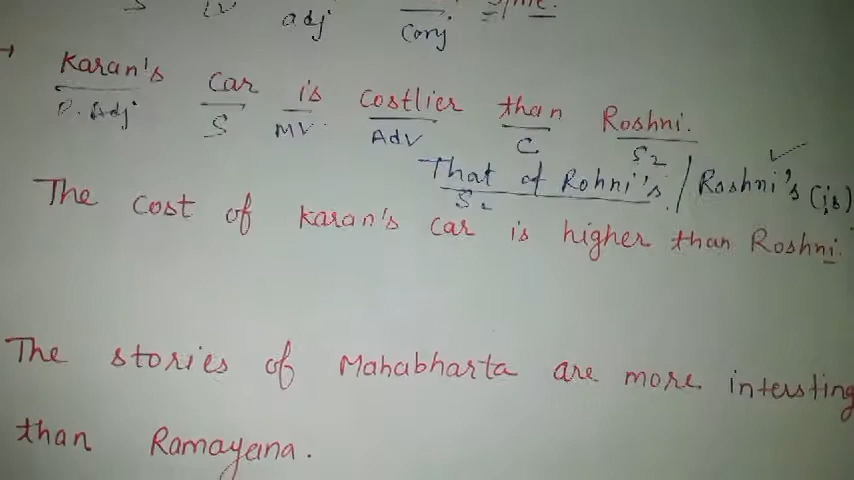 S LV adj Conj
→ Karan's car is costlier than Roshni.
P. Adj S MV. Adv C S2
That of Rohni's. / Roshni's (is)
S2
The cost of Karan's car is higher than Roshni.
The stories of Mahabharta are more intersting
than Ramayana.